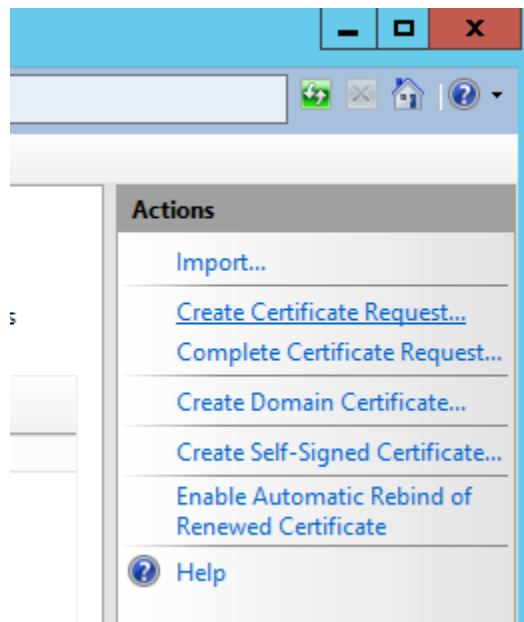 Actions
Import...
s
Create Certificate Request...
Complete Certificate Request...
Create Domain Certificate...
Create Self-Signed Certificate...
Enable Automatic Rebind of
Renewed Certificate
Help